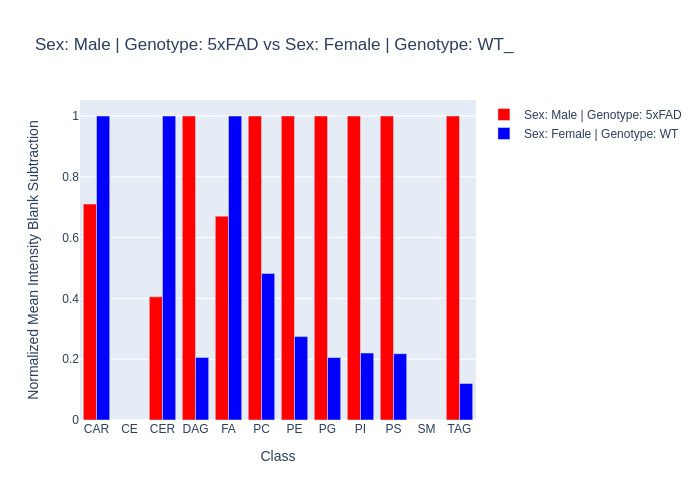 Sex: Male | Genotype: 5xFAD vs Sex: Female | Genotype: WT_
Sex: Male | Genotype: 5xFAD
Sex: Female | Genotype: WT
Normalized Mean Intensity Blank Subtraction
1
0.8
0.6
0.4
0.2
0
CAR CE CER DAG FA PC PE PG PI PS SM TAG
Class